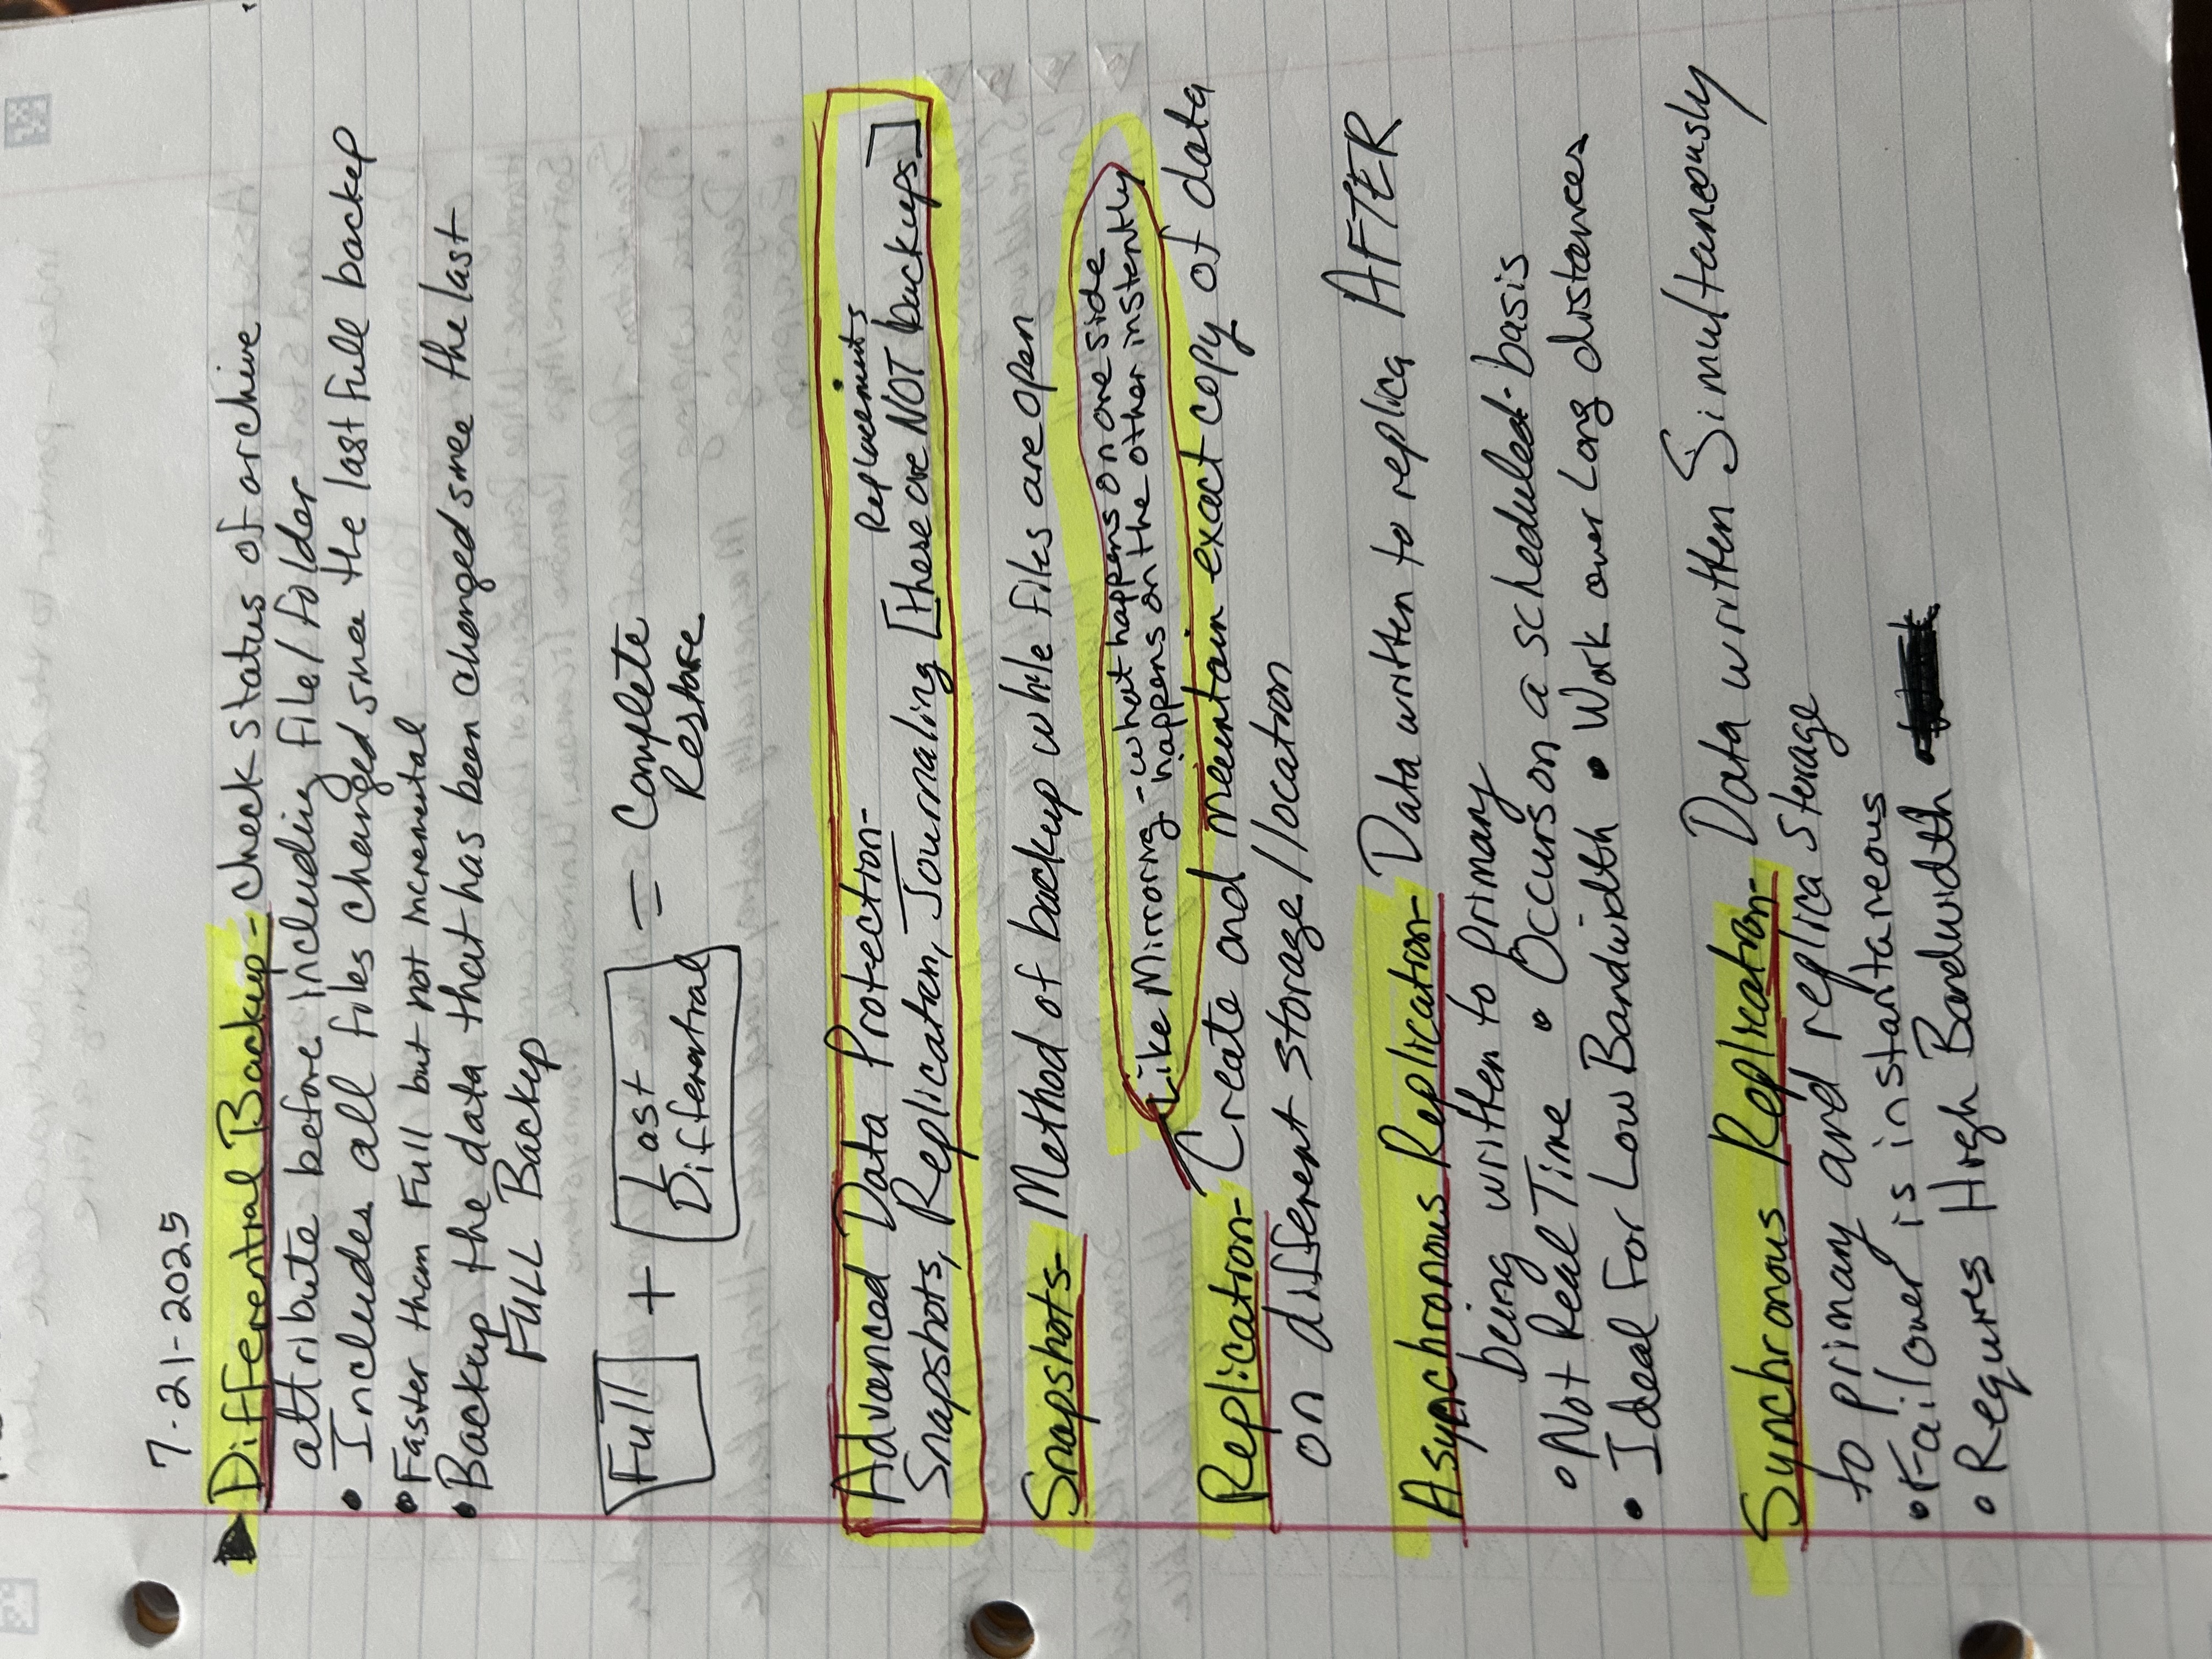 7-21-2025
Differential Backup - check status of archive
attribute before including file/folder
• Includes all files changed since the last full backup
• Faster than Full but not incremental
• Backup the data that has been changed since the last
FULL Backup
Full + Last Differential = Complete Restore
Advanced Data Protection-
Replacements
Snapshots, Replication, Journaling [these are NOT backups]
Snapshots- Method of backup while files are open
Like Mirroring - what happens on one side
happens on the other instantly
Replication- Create and maintain exact copy of data
on different storage/location
Asynchronous Replication- Data written to replica AFTER
being written to primary
• Not Real Time • Occurs on a scheduled-basis
• Ideal For Low Bandwidth • Work over Long distances
Synchronous Replication- Data written Simultaneously
to primary and replica storage
• Failover is instantaneous
• Requires High Bandwidth